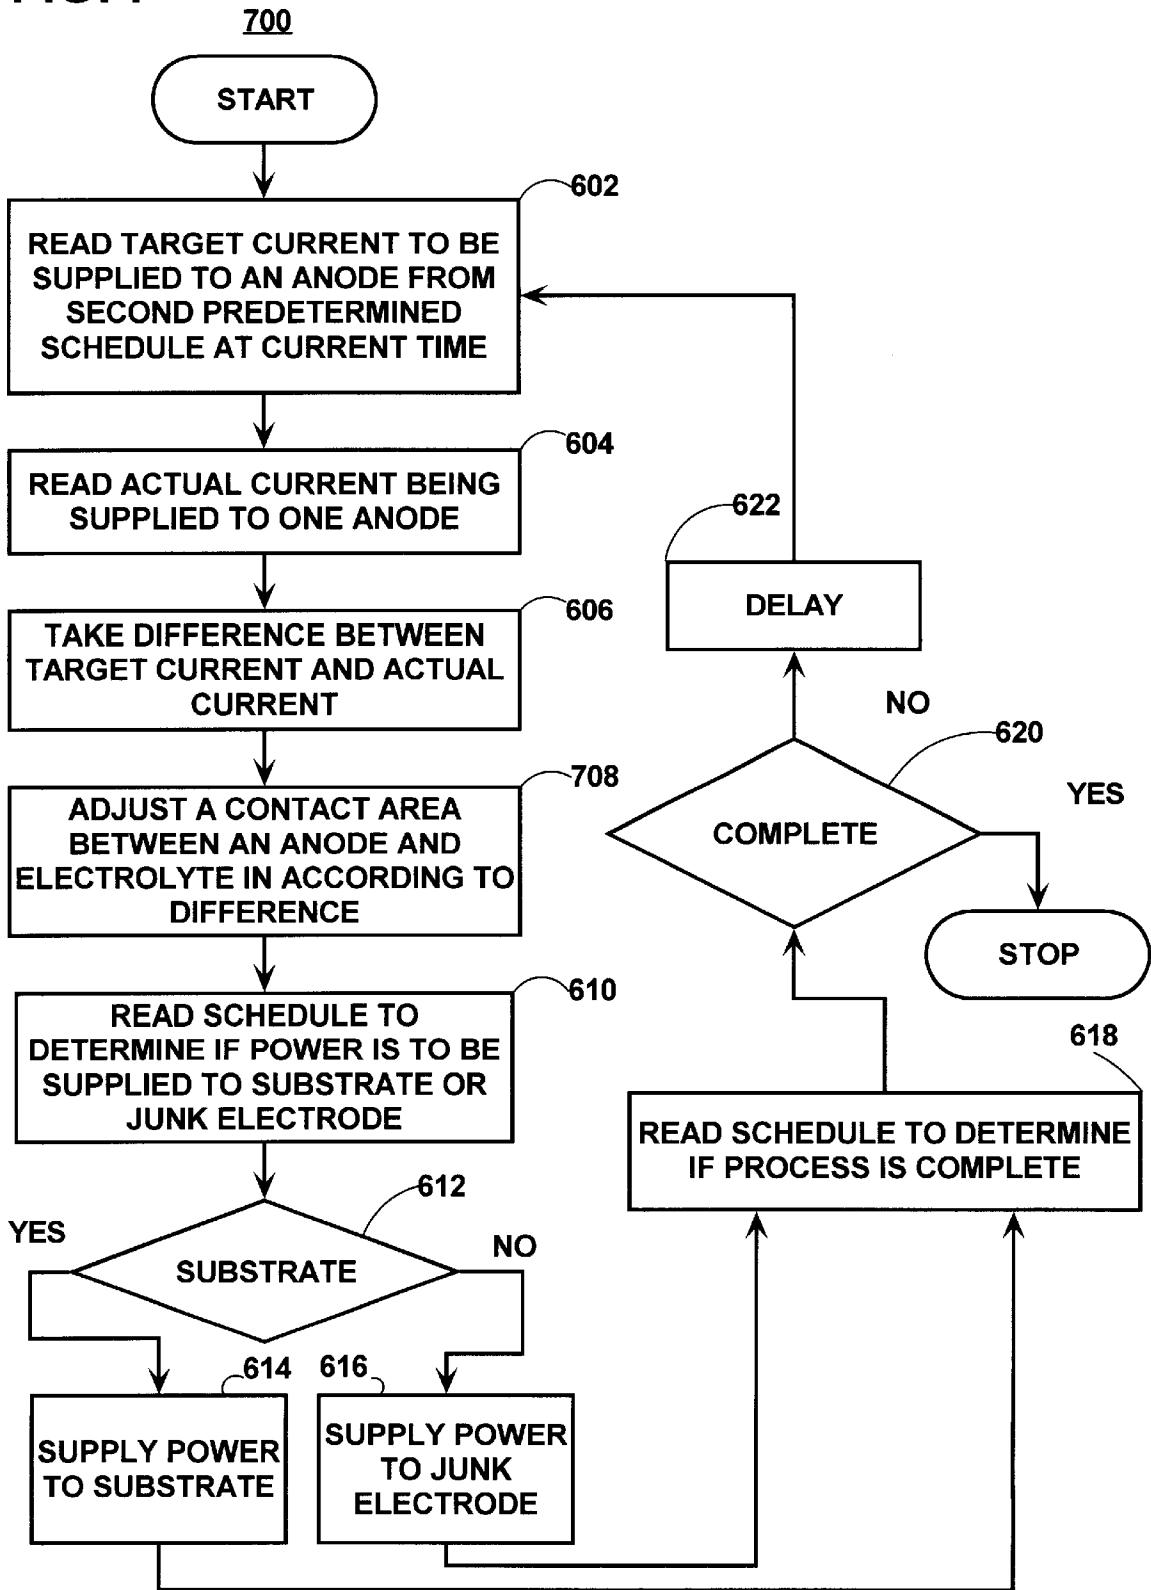 700
START
602
READ TARGET CURRENT TO BE
SUPPLIED TO AN ANODE FROM
SECOND PREDETERMINED
SCHEDULE AT CURRENT TIME
604
READ ACTUAL CURRENT BEING
SUPPLIED TO ONE ANODE
606
TAKE DIFFERENCE BETWEEN
TARGET CURRENT AND ACTUAL
CURRENT
708
ADJUST A CONTACT AREA
BETWEEN AN ANODE AND
ELECTROLYTE IN ACCORDING TO
DIFFERENCE
610
READ SCHEDULE TO
DETERMINE IF POWER IS TO BE
SUPPLIED TO SUBSTRATE OR
JUNK ELECTRODE
612
YES
NO
SUBSTRATE
614
SUPPLY POWER
TO SUBSTRATE
616
SUPPLY POWER
TO JUNK
ELECTRODE
618
READ SCHEDULE TO DETERMINE
IF PROCESS IS COMPLETE
620
COMPLETE
NO
YES
STOP
622
DELAY